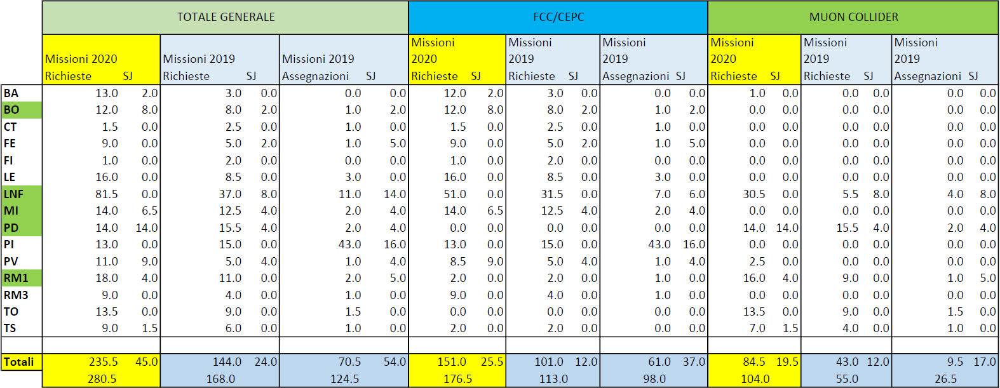 TOTALE GENERALE FCC/CEPC MUON COLLIDER
Missioni Missioni Missioni Missioni Missioni Missioni
Missioni 2020 Missioni 2019 Missioni 2019 2020 2019 2019 2020 2019 2019
Richieste SJ Richieste SJ Assegnazioni SJ Richieste SJ Richieste SJ Assegnazioni SJ Richieste SJ Richieste SJ Assegnazioni SJ
BA 13.0 2.0 3.0 0.0 0.0 0.0 12.0 2.0 3.0 0.0 0.0 0.0 1.0 0.0 0.0 0.0 0.0 0.0
BO 12.0 8.0 8.0 2.0 1.0 2.0 12.0 8.0 8.0 2.0 1.0 2.0 0.0 0.0 0.0 0.0 0.0 0.0
CT 1.5 0.0 2.5 0.0 1.0 0.0 1.5 0.0 2.5 0.0 1.0 0.0 0.0 0.0 0.0 0.0 0.0 0.0
FE 9.0 0.0 5.0 2.0 1.0 5.0 9.0 0.0 5.0 2.0 1.0 5.0 0.0 0.0 0.0 0.0 0.0 0.0
FI 1.0 0.0 2.0 0.0 0.0 0.0 1.0 0.0 2.0 0.0 0.0 0.0 0.0 0.0 0.0 0.0 0.0 0.0
LE 16.0 0.0 8.5 0.0 3.0 0.0 16.0 0.0 8.5 0.0 3.0 0.0 0.0 0.0 0.0 0.0 0.0 0.0
LNF 81.5 0.0 37.0 8.0 11.0 14.0 51.0 0.0 31.5 0.0 7.0 6.0 30.5 0.0 5.5 8.0 4.0 8.0
MI 14.0 6.5 12.5 4.0 2.0 4.0 14.0 6.5 12.5 4.0 2.0 4.0 0.0 0.0 0.0 0.0 0.0 0.0
PD 14.0 14.0 15.5 4.0 2.0 4.0 0.0 0.0 0.0 0.0 0.0 0.0 14.0 14.0 15.5 4.0 2.0 4.0
PI 13.0 0.0 15.0 0.0 43.0 16.0 13.0 0.0 15.0 0.0 43.0 16.0 0.0 0.0 0.0 0.0 0.0 0.0
PV 11.0 9.0 5.0 4.0 1.0 4.0 8.5 9.0 5.0 4.0 1.0 4.0 2.5 0.0 0.0 0.0 0.0 0.0
RM1 18.0 4.0 11.0 0.0 2.0 5.0 2.0 0.0 2.0 0.0 1.0 0.0 16.0 4.0 9.0 0.0 1.0 5.0
RM3 9.0 0.0 4.0 0.0 1.0 0.0 9.0 0.0 4.0 0.0 1.0 0.0 0.0 0.0 0.0 0.0 0.0 0.0
TO 13.5 0.0 9.0 0.0 1.5 0.0 0.0 0.0 0.0 0.0 0.0 0.0 13.5 0.0 9.0 0.0 1.5 0.0
TS 9.0 1.5 6.0 0.0 1.0 0.0 2.0 0.0 2.0 0.0 0.0 0.0 7.0 1.5 4.0 0.0 1.0 0.0
Totali 235.5 45.0 144.0 24.0 70.5 54.0 151.0 25.5 101.0 12.0 61.0 37.0 84.5 19.5 43.0 12.0 9.5 17.0
280.5 168.0 124.5 176.5 113.0 98.0 104.0 55.0 26.5